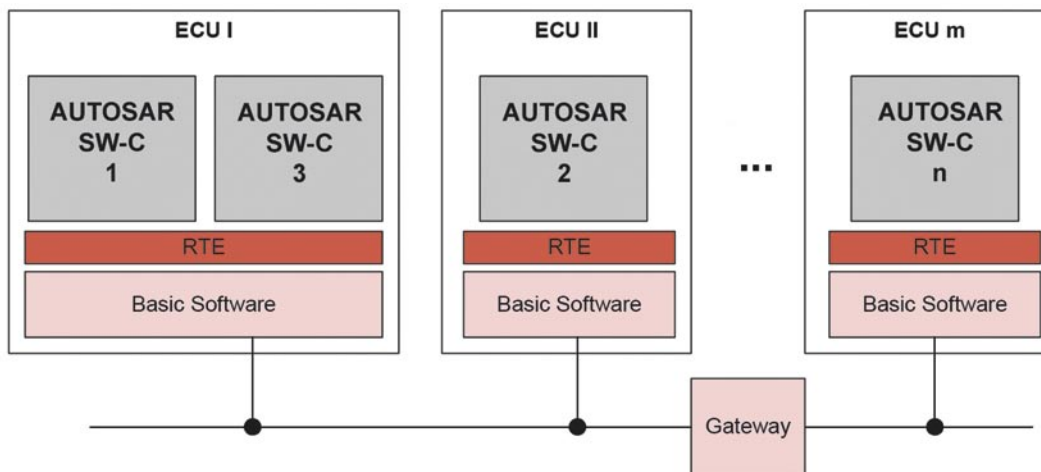 ECU I
AUTOSAR
SW-C
1
AUTOSAR
SW-C
3
RTE
Basic Software
ECU II
AUTOSAR
SW-C
2
RTE
Basic Software
...
ECU m
AUTOSAR
SW-C
n
RTE
Basic Software
Gateway